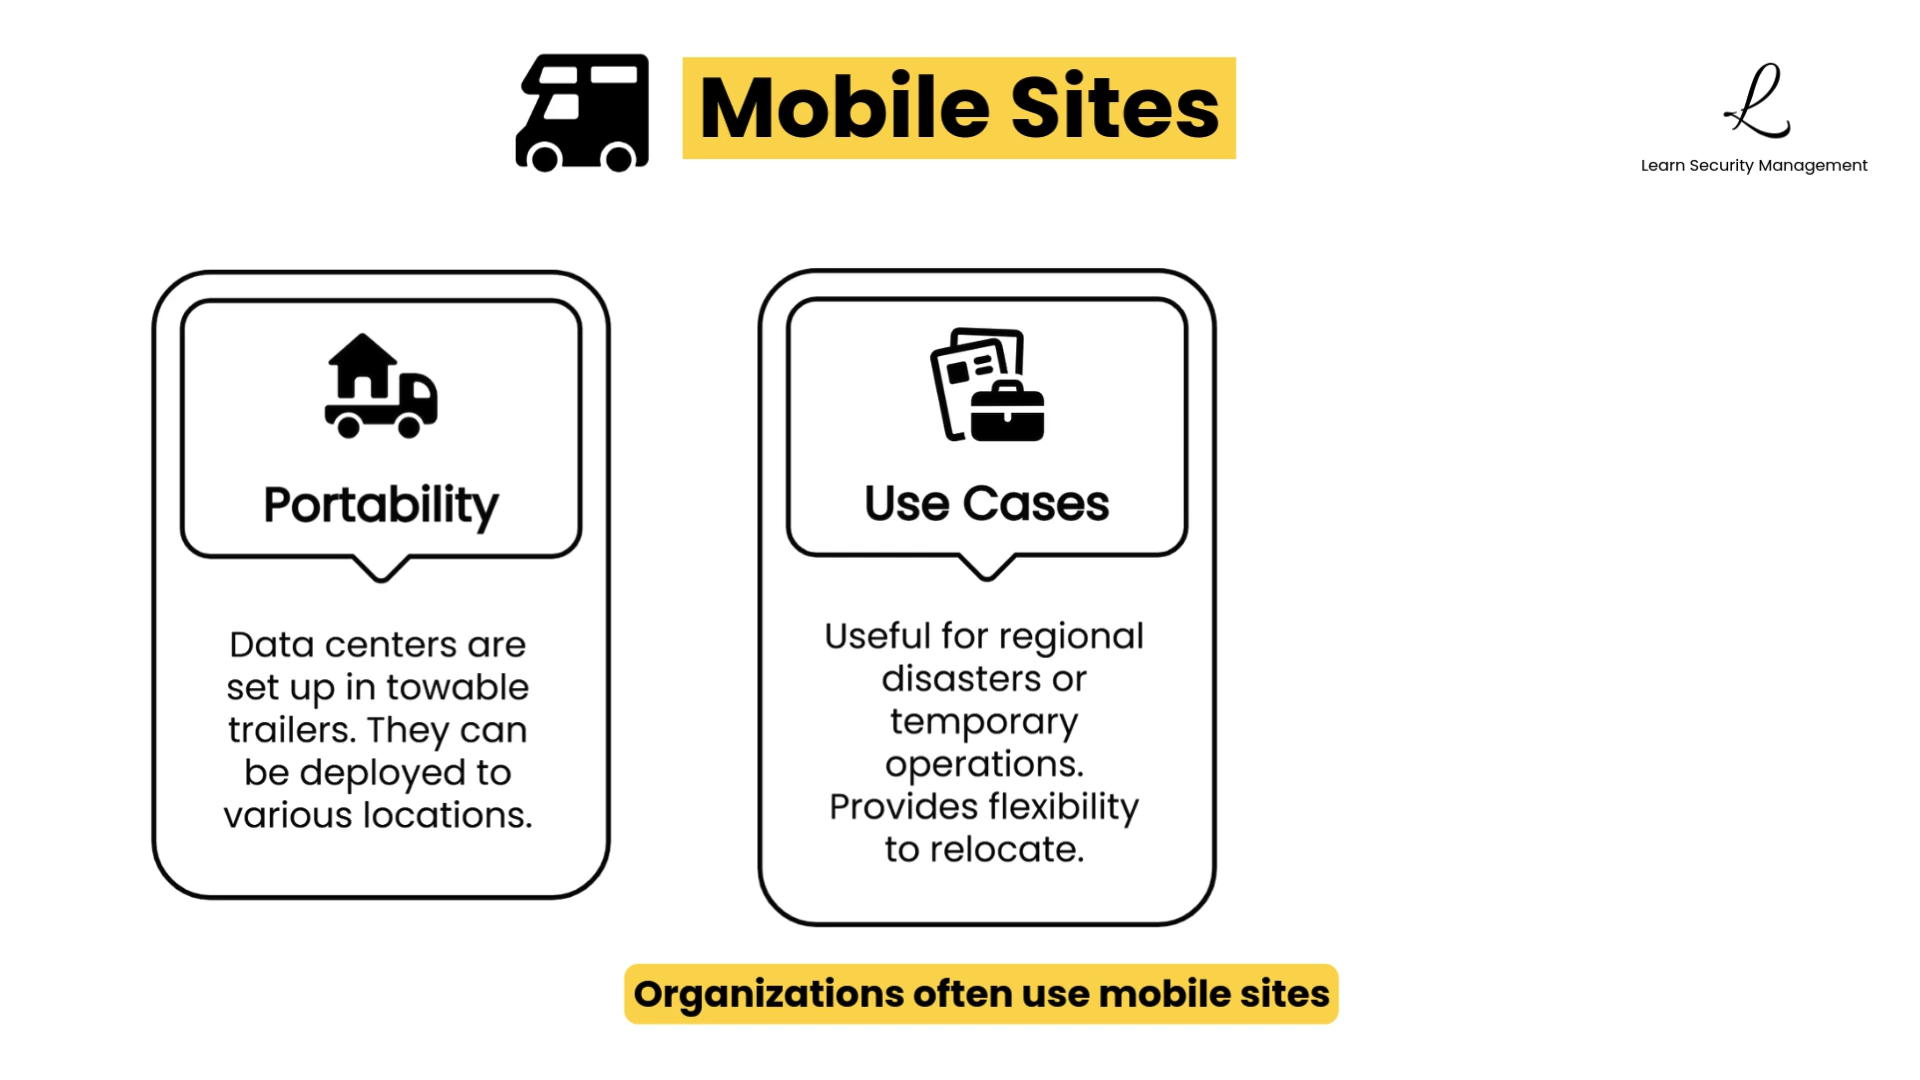 Mobile Sites
L
Learn Security Management
Portability
Data centers are
set up in towable
trailers. They can
be deployed to
various locations.
Use Cases
Useful for regional
disasters or
temporary
operations.
Provides flexibility
to relocate.
Organizations often use mobile sites